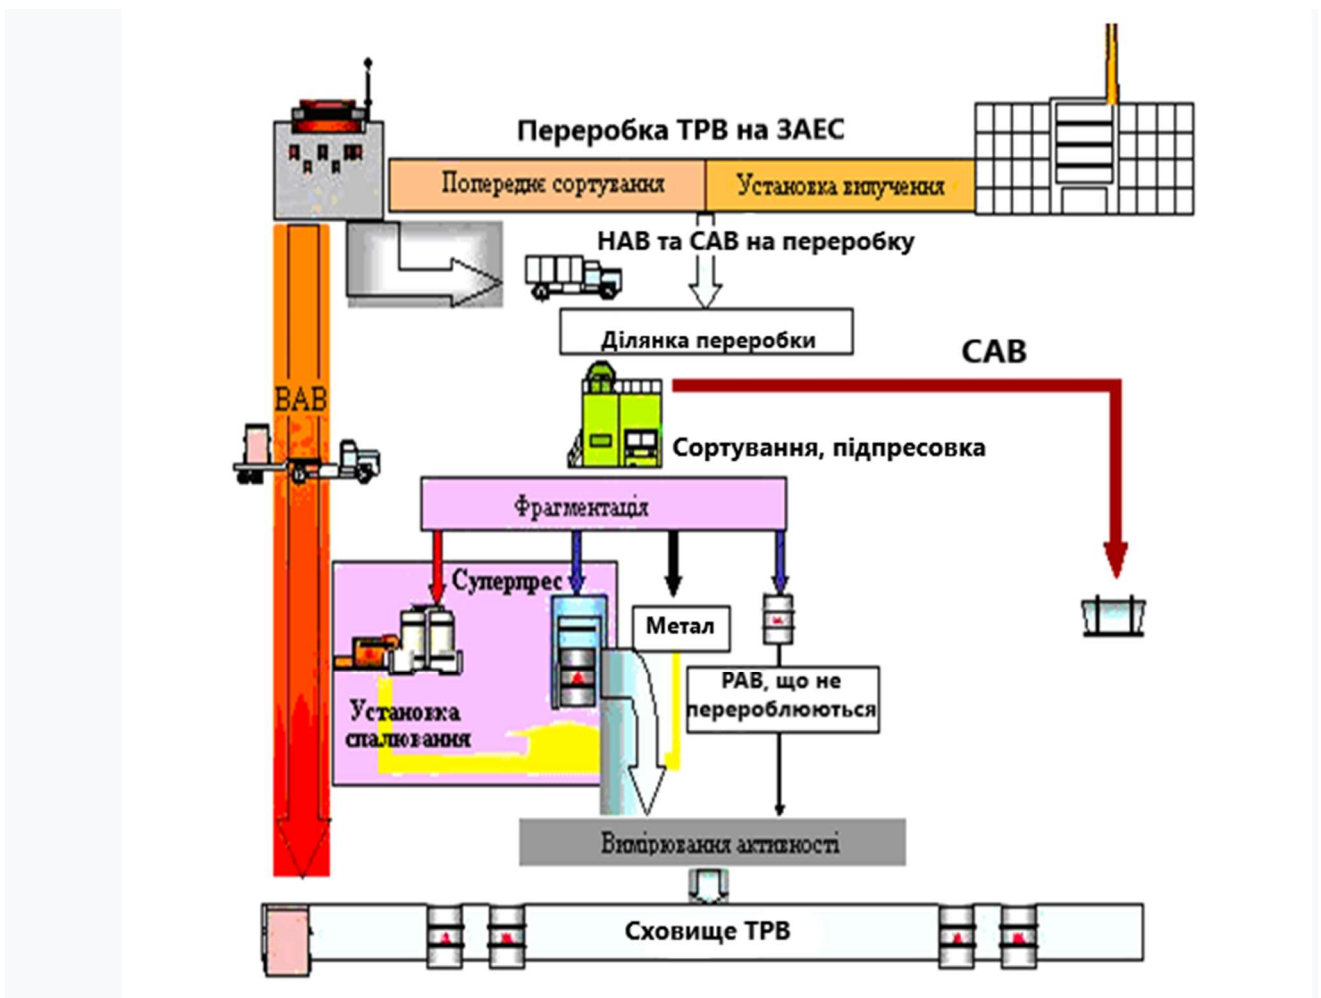 Переробка ТРВ на ЗАЕС
Попереднє сортування
Установка вилучення
НАВ та САВ на переробку
Ділянка переробки
САВ
ВАВ
Сортування, підпресовка
Фрагментація
Суперпрес
Метал
РАВ, що не
перероблюються
Установка
спалювання
Вимірювання активності
Сховище ТРВ